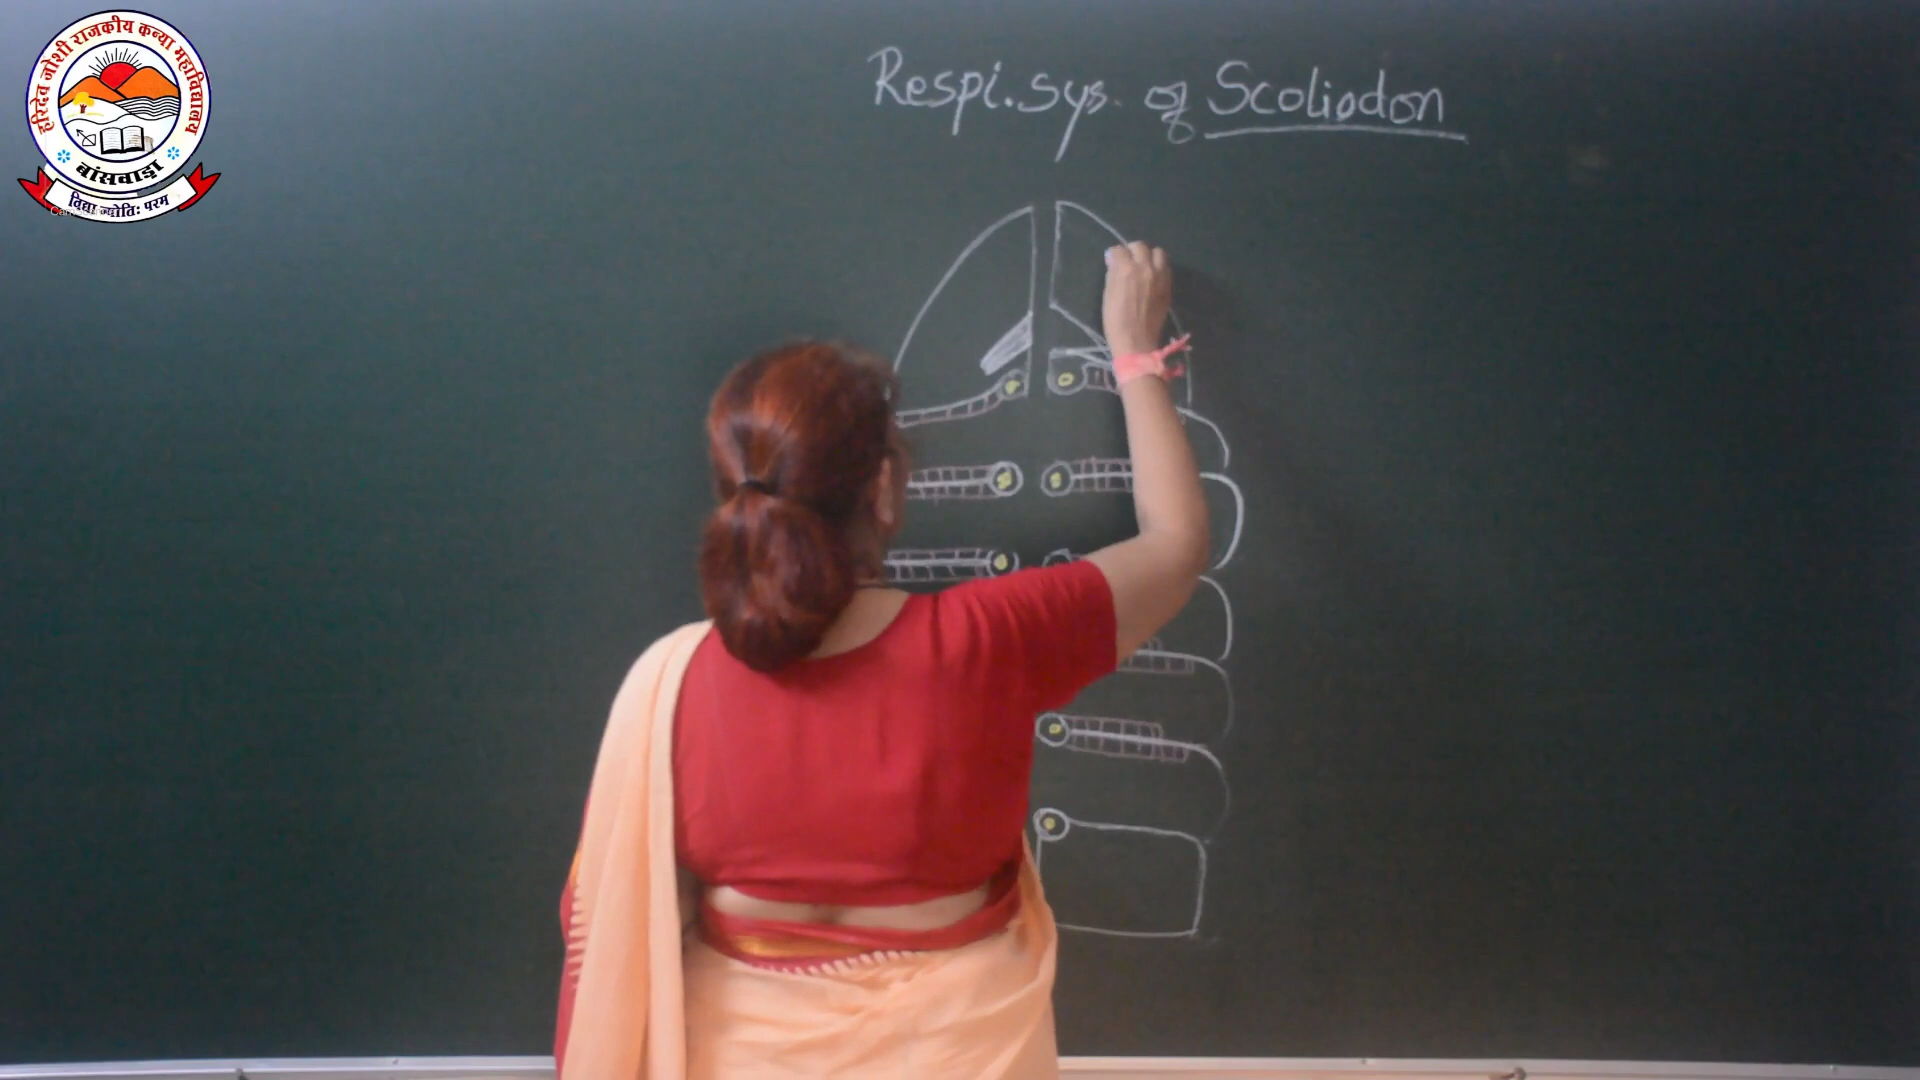 हरिदेव जोशी राजकीय कन्या महाविद्यालय
बांसवाड़ा
विद्या ज्योतिः परम
Respi. Sys. of Scoliodon